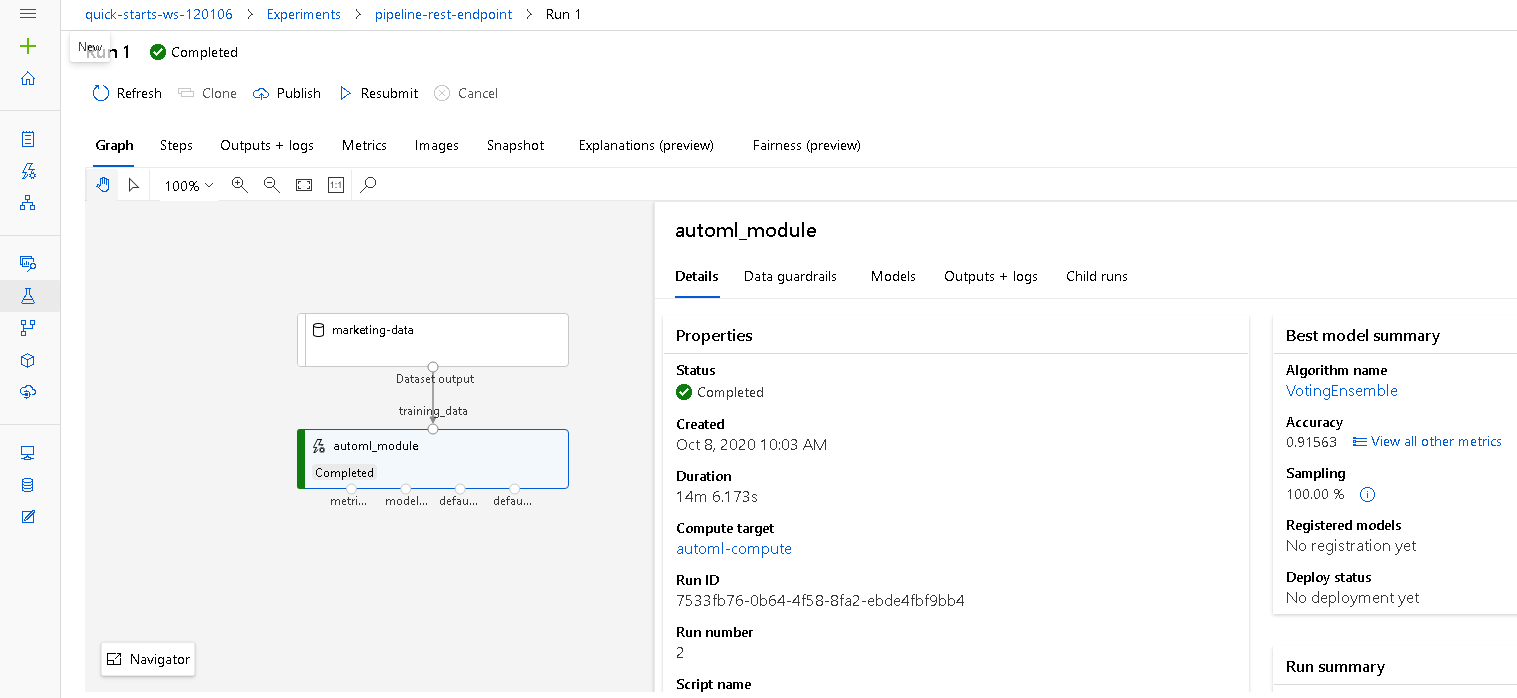 quick-starts-ws-120106 > Experiments > pipeline-rest-endpoint > Run 1
New
Run 1 Completed
Refresh Clone Publish Resubmit Cancel
Graph Steps Outputs + logs Metrics Images Snapshot Explanations (preview) Fairness (preview)
100% 1:1
marketing-data
Dataset output
training_data
automl_module
Completed
metri... model... defau... defau...
Navigator
automl_module
Details Data guardrails Models Outputs + logs Child runs
Properties
Status
Completed
Created
Oct 8, 2020 10:03 AM
Duration
14m 6.173s
Compute target
automl-compute
Run ID
7533fb76-0b64-4f58-8fa2-ebde4fbf9bb4
Run number
2
Script name
Best model summary
Algorithm name
VotingEnsemble
Accuracy
0.91563 View all other metrics
Sampling
100.00 %
Registered models
No registration yet
Deploy status
No deployment yet
Run summary